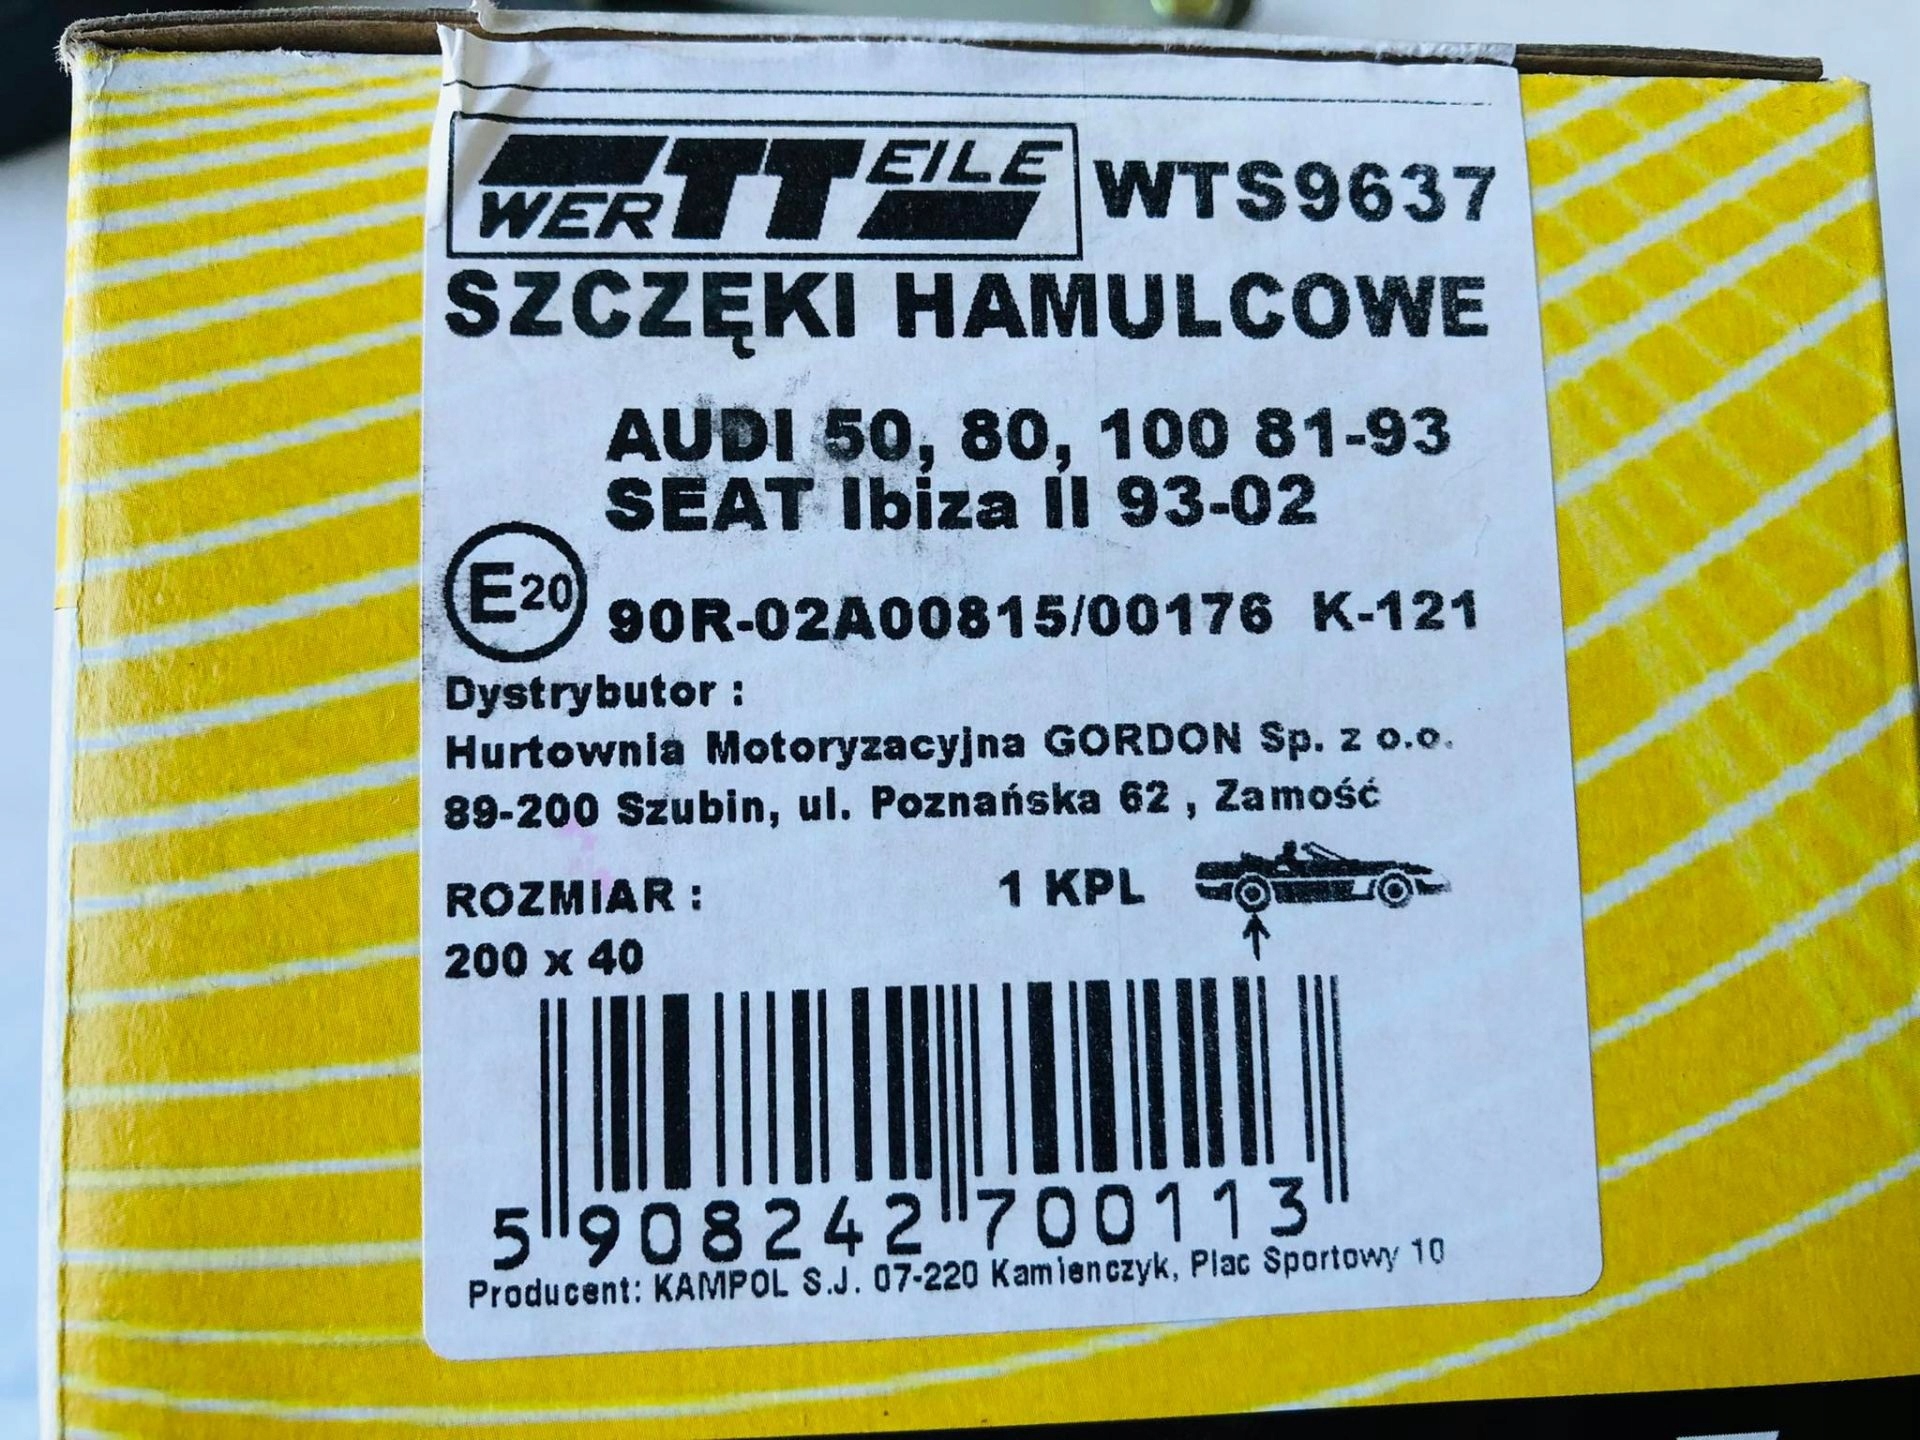 WERTTEILE WTS9637
SZCZĘKI HAMULCOWE
AUDI 50, 80, 100 81-93
SEAT Ibiza II 93-02
E20 90R-02A00815/00176 K-121
Dystrybutor :
Hurtownia Motoryzacyjna GORDON Sp. z o.o.
89-200 Szubin, ul. Poznańska 62 , Zamość
ROZMIAR : 1 KPL
200 x 40
5 908242 700113
Producent: KAMPOL S.J. 07-220 Kamienczyk, Plac Sportowy 10